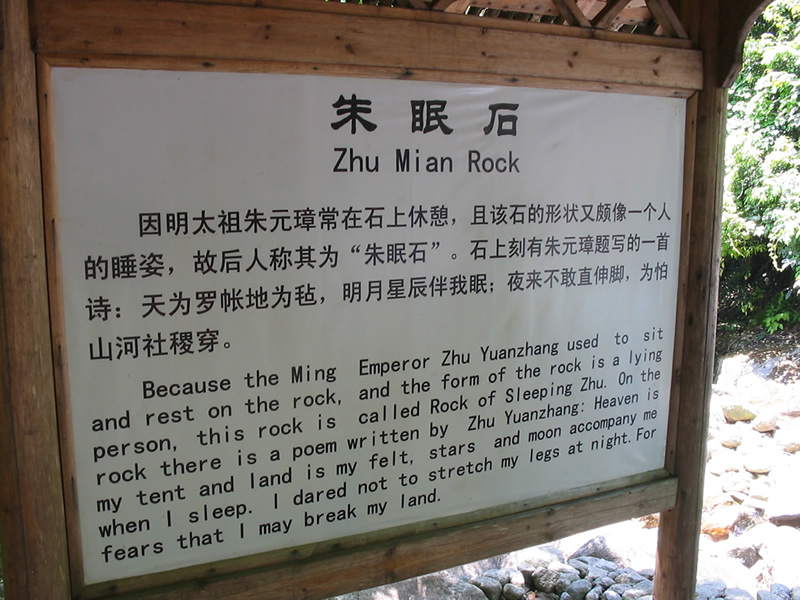 朱眠石
Zhu Mian Rock
因明太祖朱元璋常在石上休憩，且该石的形状又颇像一个人
的睡姿，故后人称其为“朱眠石”。石上刻有朱元璋题写的一首
诗：天为罗帐地为毡，明月星辰伴我眠；夜来不敢直伸脚，为怕
山河社稷穿。
Because the Ming Emperor Zhu Yuanzhang used to sit
and rest on the rock, and the form of the rock is a lying
person, this rock is called Rock of Sleeping Zhu. On the
rock there is a poem written by Zhu Yuanzhang: Heaven is
my tent and land is my felt, stars and moon accompany me
when I sleep. I dared not to stretch my legs at night. For
fears that I may break my land.